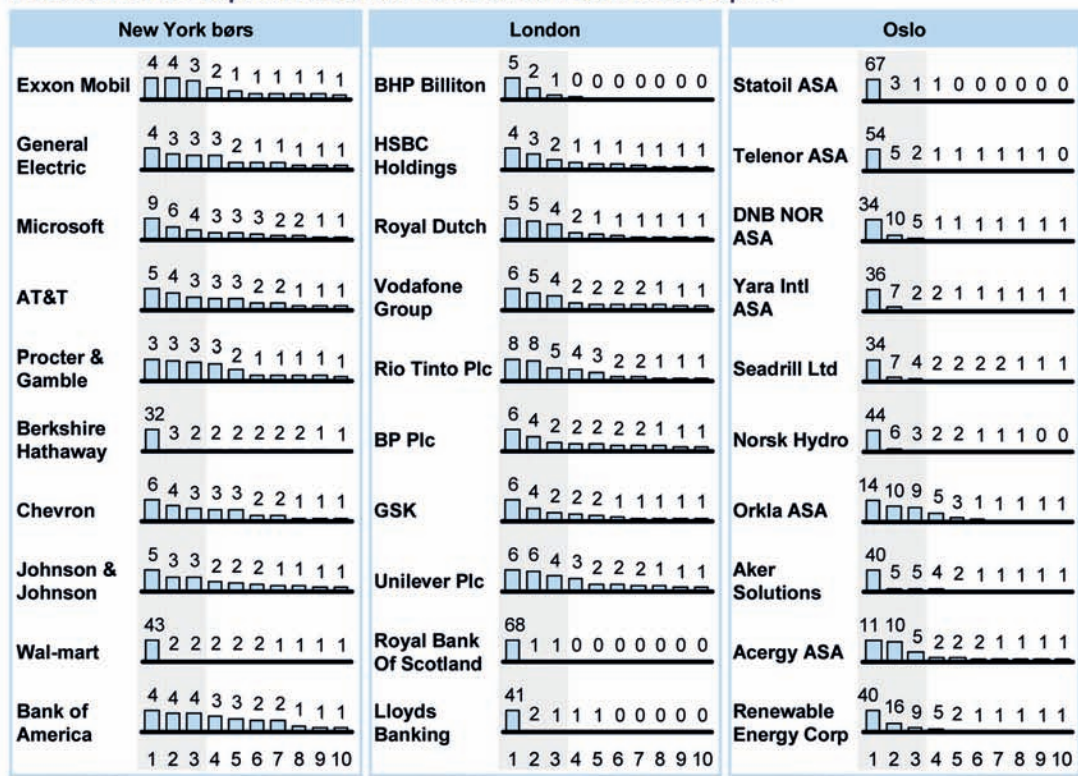 New York børs
Exxon Mobil
4 4 3 2 1 1 1 1 1 1
General
Electric
4 3 3 3 2 1 1 1 1 1
Microsoft
9 6 4 3 3 3 2 2 1 1
AT&T
5 4 3 3 3 2 2 1 1 1
Procter &
Gamble
3 3 3 3 2 1 1 1 1 1
Berkshire
Hathaway
32 3 2 2 2 2 2 2 1 1
Chevron
6 4 3 3 3 2 2 1 1 1
Johnson &
Johnson
5 3 3 2 2 2 1 1 1 1
Wal-mart
43 2 2 2 2 2 1 1 1 1
Bank of
America
4 4 4 3 3 2 2 1 1 1
1 2 3 4 5 6 7 8 9 10
London
BHP Billiton
5 2 1 0 0 0 0 0 0 0
HSBC
Holdings
4 3 2 1 1 1 1 1 1 1
Royal Dutch
5 5 4 2 1 1 1 1 1 1
Vodafone
Group
6 5 4 2 2 2 2 1 1 1
Rio Tinto Plc
8 8 5 4 3 2 2 1 1 1
BP Plc
6 4 2 2 2 2 2 1 1 1
GSK
6 4 2 2 2 1 1 1 1 1
Unilever Plc
6 6 4 3 2 2 2 1 1 1
Royal Bank
Of Scotland
68 1 1 0 0 0 0 0 0 0
Lloyds
Banking
41 2 1 1 1 0 0 0 0 0
1 2 3 4 5 6 7 8 9 10
Oslo
Statoil ASA
67 3 1 1 0 0 0 0 0 0
Telenor ASA
54 5 2 1 1 1 1 1 1 0
DNB NOR
ASA
34 10 5 1 1 1 1 1 1 1
Yara Intl
ASA
36 7 2 2 1 1 1 1 1 1
Seadrill Ltd
34 7 4 2 2 2 2 1 1 1
Norsk Hydro
44 6 3 2 2 1 1 1 0 0
Orkla ASA
14 10 9 5 3 1 1 1 1 1
Aker
Solutions
40 5 5 4 2 1 1 1 1 1
Acergy ASA
11 10 5 2 2 2 1 1 1 1
Renewable
Energy Corp
40 16 9 5 2 1 1 1 1 1
1 2 3 4 5 6 7 8 9 10